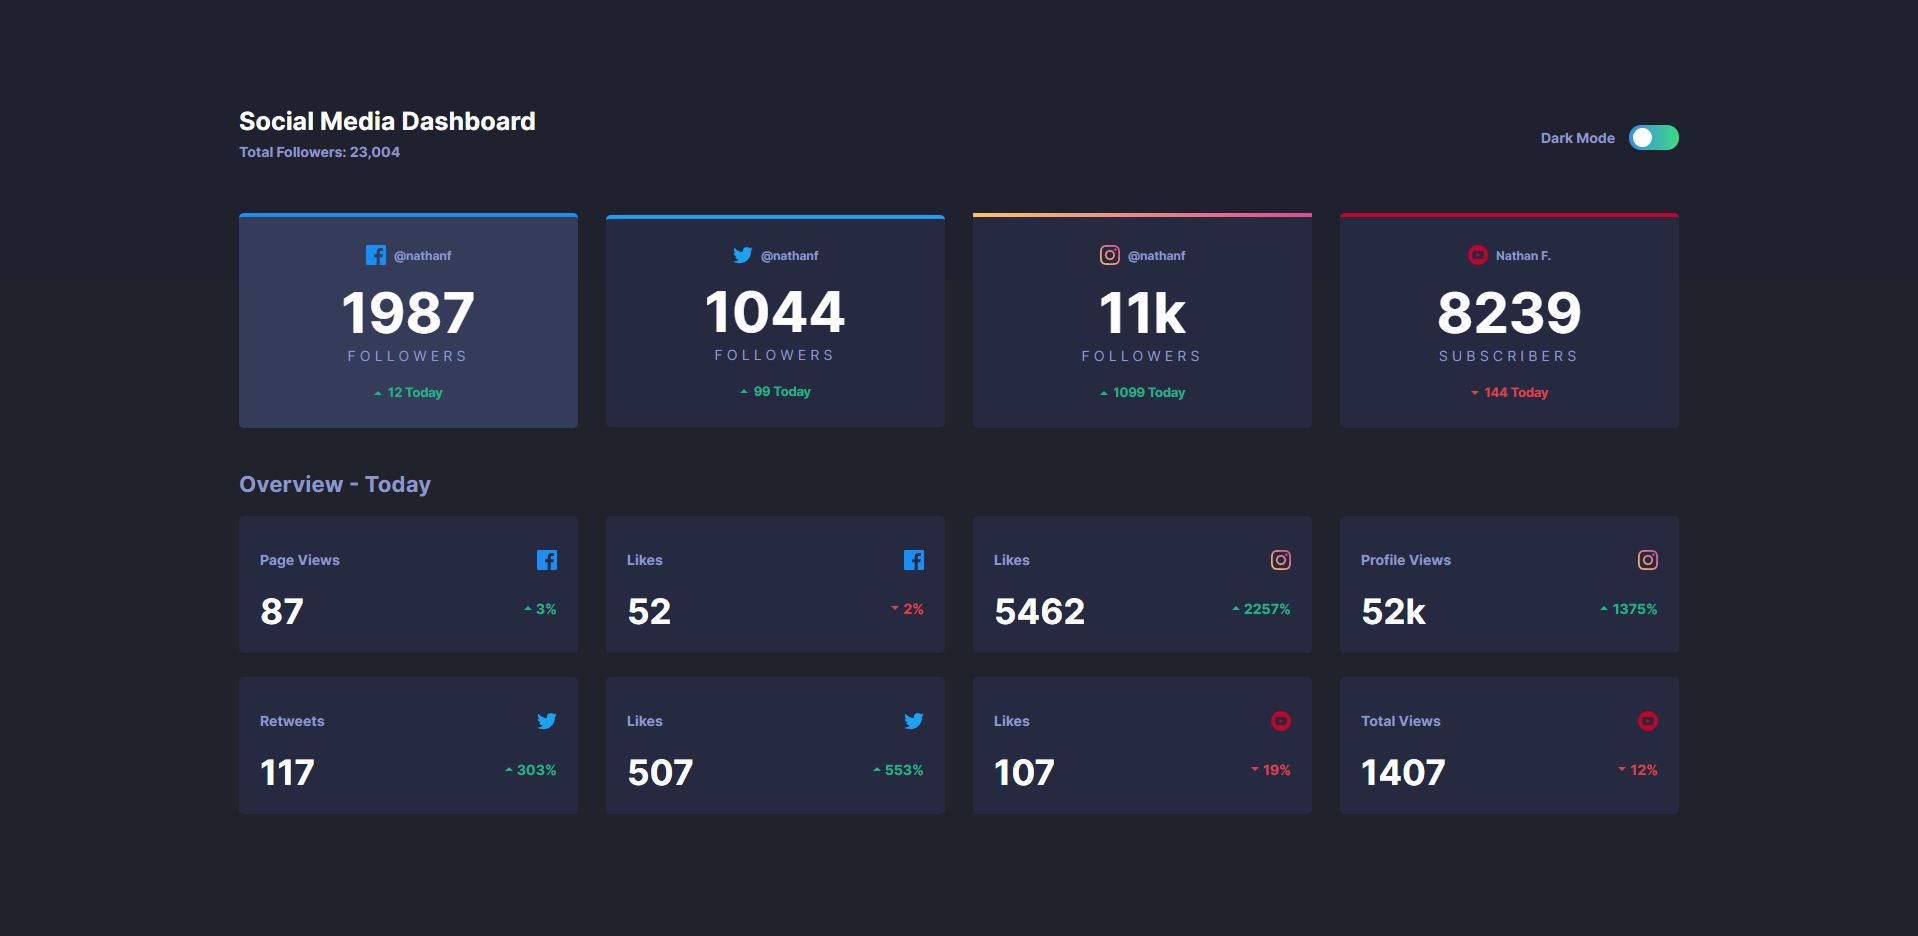 Social Media Dashboard
Total Followers: 23,004
Dark Mode
@nathanf
1987
FOLLOWERS
12 Today
@nathanf
1044
FOLLOWERS
99 Today
@nathanf
11k
FOLLOWERS
1099 Today
Nathan F.
8239
SUBSCRIBERS
144 Today
Overview - Today
Page Views
87
3%
Likes
52
2%
Likes
5462
2257%
Profile Views
52k
1375%
Retweets
117
303%
Likes
507
553%
Likes
107
19%
Total Views
1407
12%